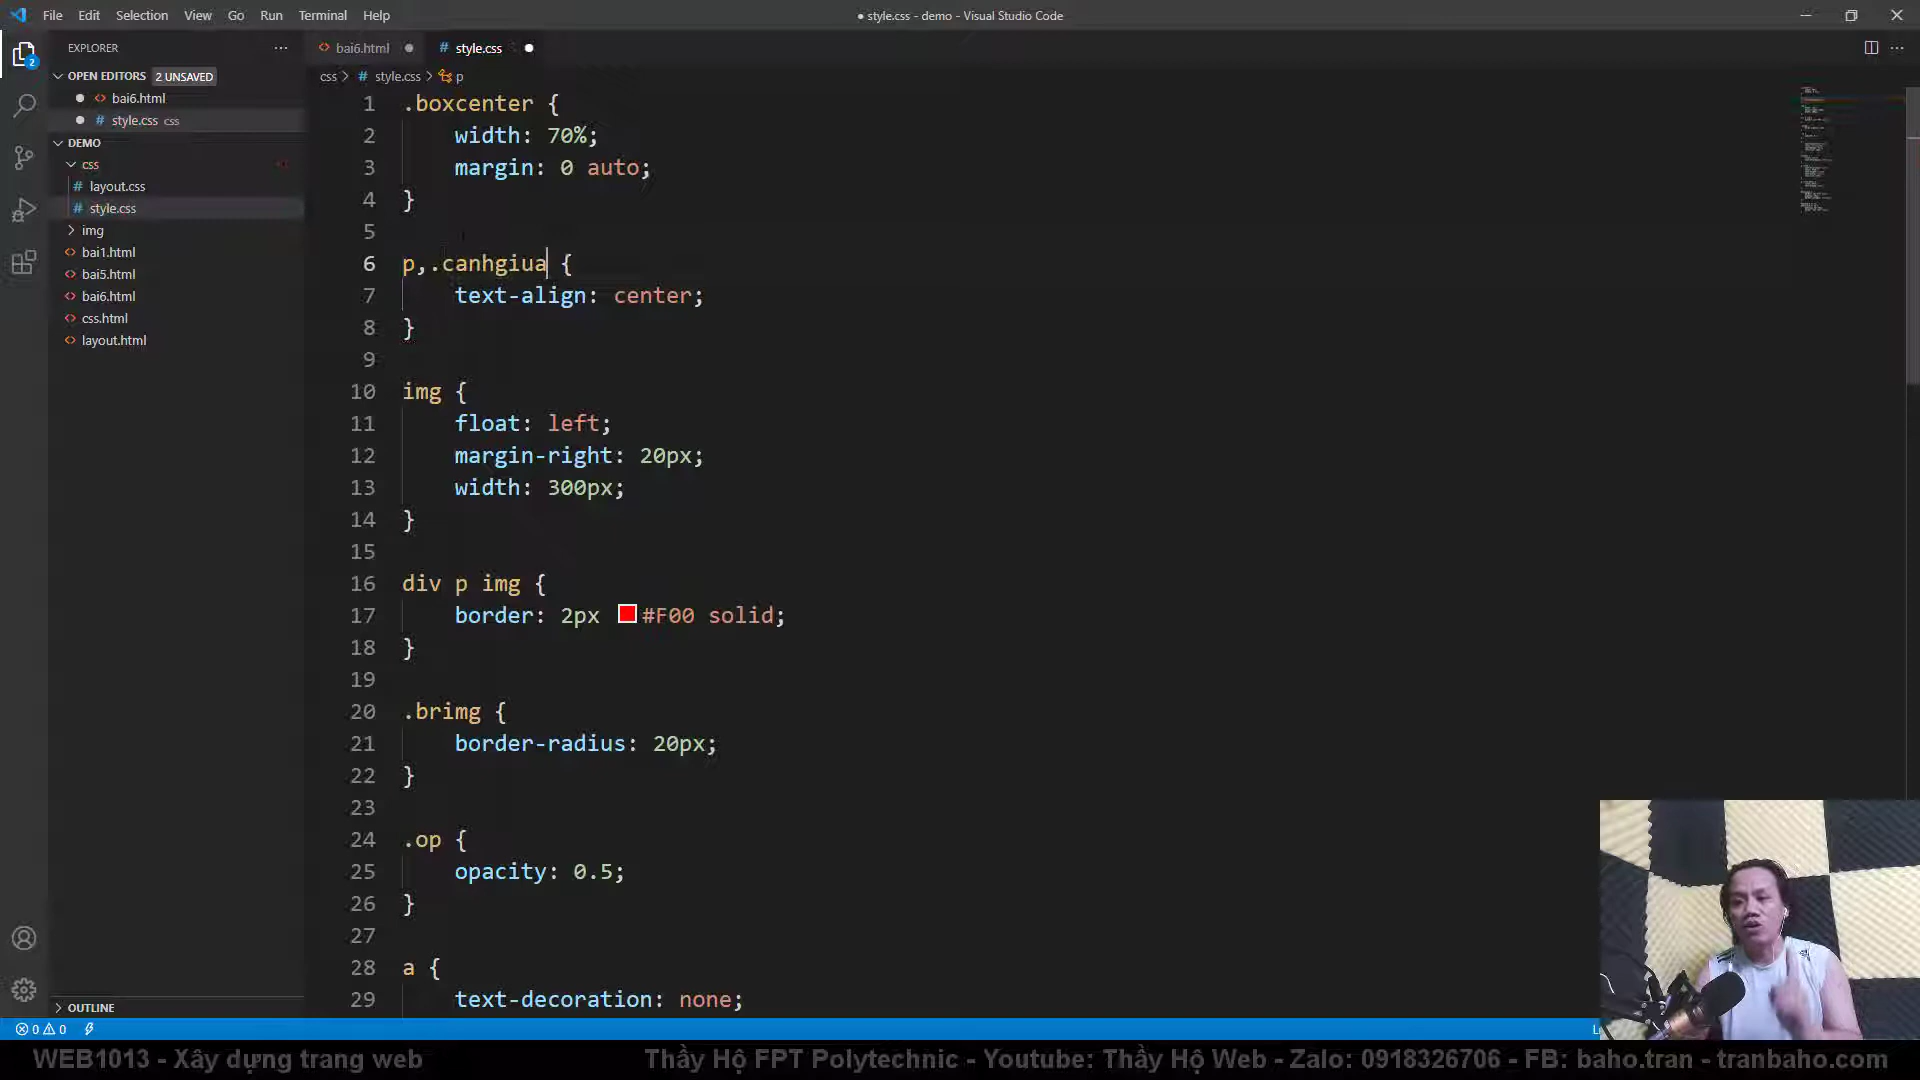 File Edit Selection View Go Run Terminal Help
● style.css - demo - Visual Studio Code
EXPLORER
OPEN EDITORS 2 UNSAVED
bai6.html
style.css css
DEMO
css
layout.css
style.css
img
bai1.html
bai5.html
bai6.html
css.html
layout.html
OUTLINE
2
bai6.html
# style.css
css > # style.css > p
1 .boxcenter {
2 width: 70%;
3 margin: 0 auto;
4 }
5
6 p,.canhgiua {
7 text-align: center;
8 }
9
10 img {
11 float: left;
12 margin-right: 20px;
13 width: 300px;
14 }
15
16 div p img {
17 border: 2px #F00 solid;
18 }
19
20 .brimg {
21 border-radius: 20px;
22 }
23
24 .op {
25 opacity: 0.5;
26 }
27
28 a {
29 text-decoration: none;
0 0
WEB1013 - Xây dựng trang web
Thầy Hộ FPT Polytechnic - Youtube: Thầy Hộ Web - Zalo: 0918326706 - FB: baho.tran - tranbaho.com